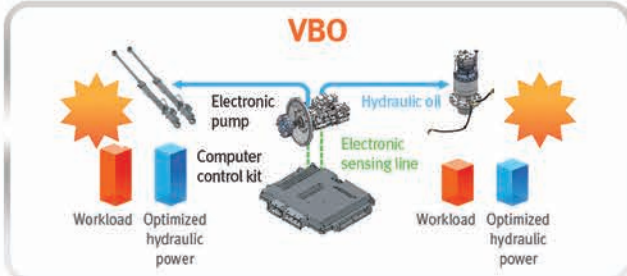 VBO
Electronic
pump
Hydraulic oil
Electronic
sensing line
Computer
control kit
Workload
Optimized
hydraulic
power
Workload
Optimized
hydraulic
power